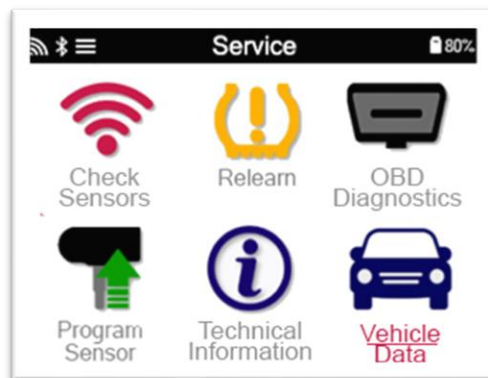 Service
80%
Check
Sensors
Relearn
OBD
Diagnostics
Program
Sensor
Technical
Information
Vehicle
Data